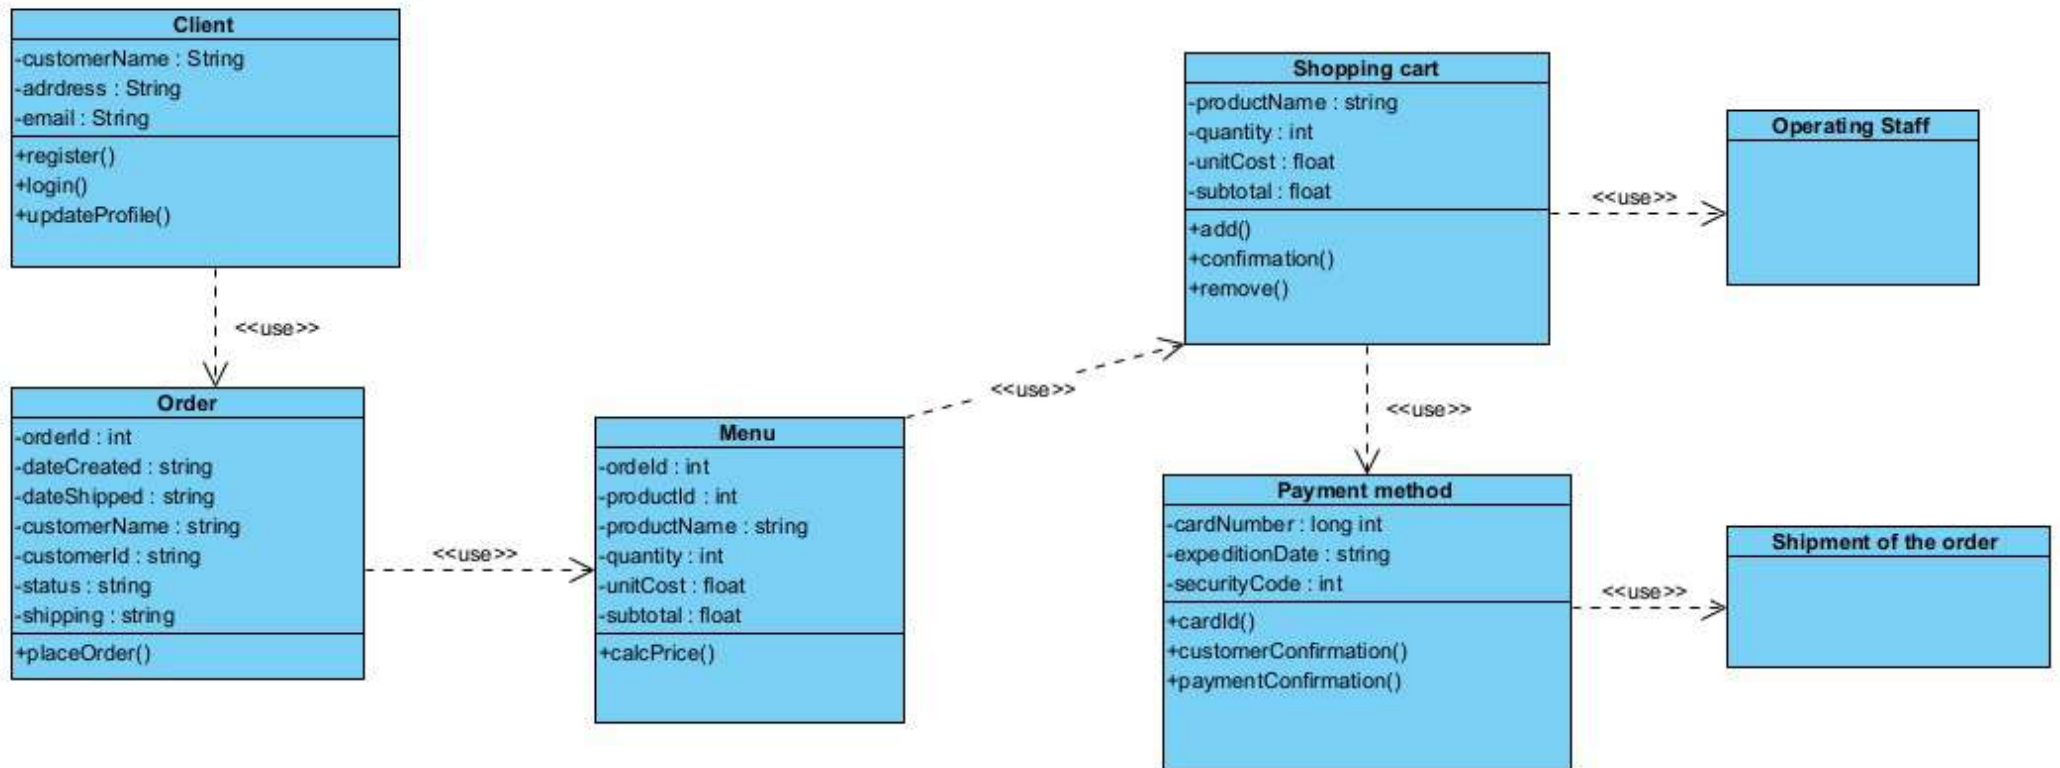 Client
-customerName : String
-adrdress : String
-email : String
+register()
+login()
+updateProfile()
<<use>>
Order
-orderId : int
-dateCreated : string
-dateShipped : string
-customerName : string
-customerId : string
-status : string
-shipping : string
+placeOrder()
<<use>>
Menu
-ordeId : int
-productId : int
-productName : string
-quantity : int
-unitCost : float
-subtotal : float
+calcPrice()
<<use>>
Shopping cart
-productName : string
-quantity : int
-unitCost : float
-subtotal : float
+add()
+confirmation()
+remove()
<<use>>
Operating Staff
<<use>>
Payment method
-cardNumber : long int
-expeditionDate : string
-securityCode : int
+cardId()
+customerConfirmation()
+paymentConfirmation()
<<use>>
Shipment of the order